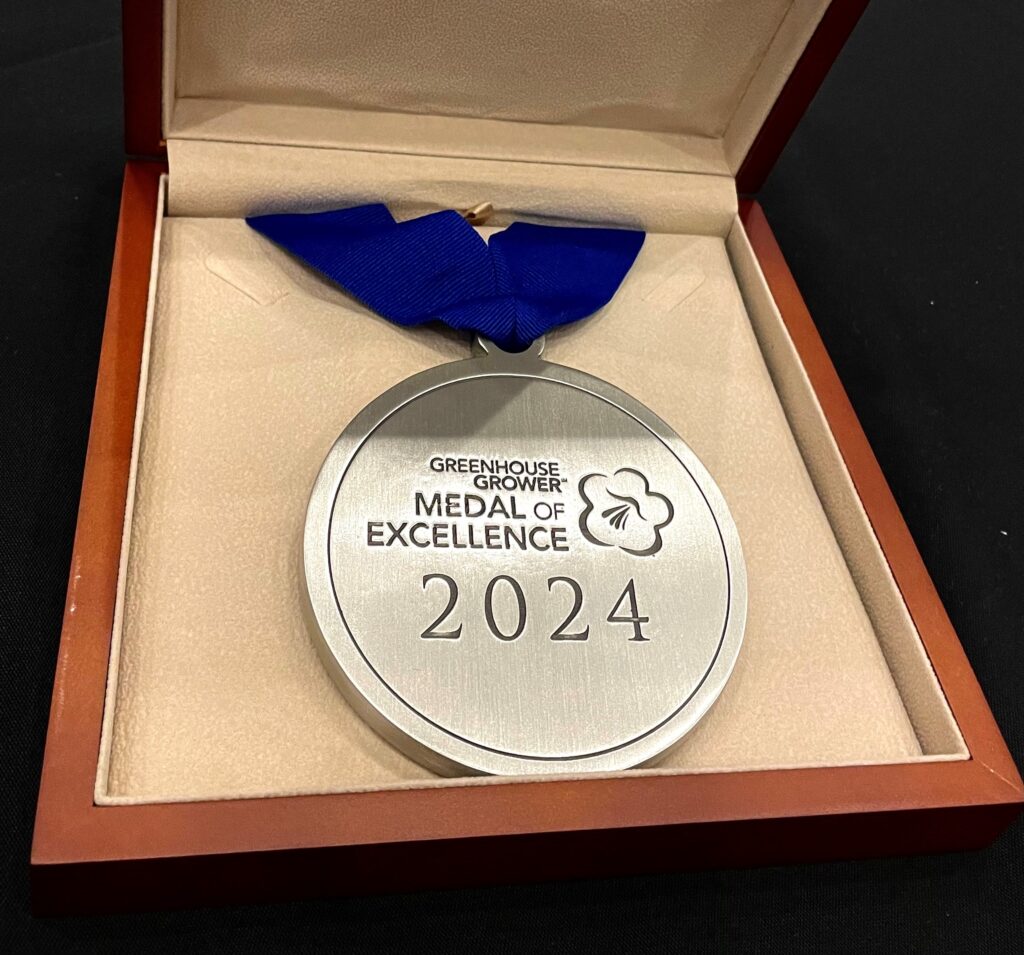 GREENHOUSE
GROWER™
MEDAL OF
EXCELLENCE
2024